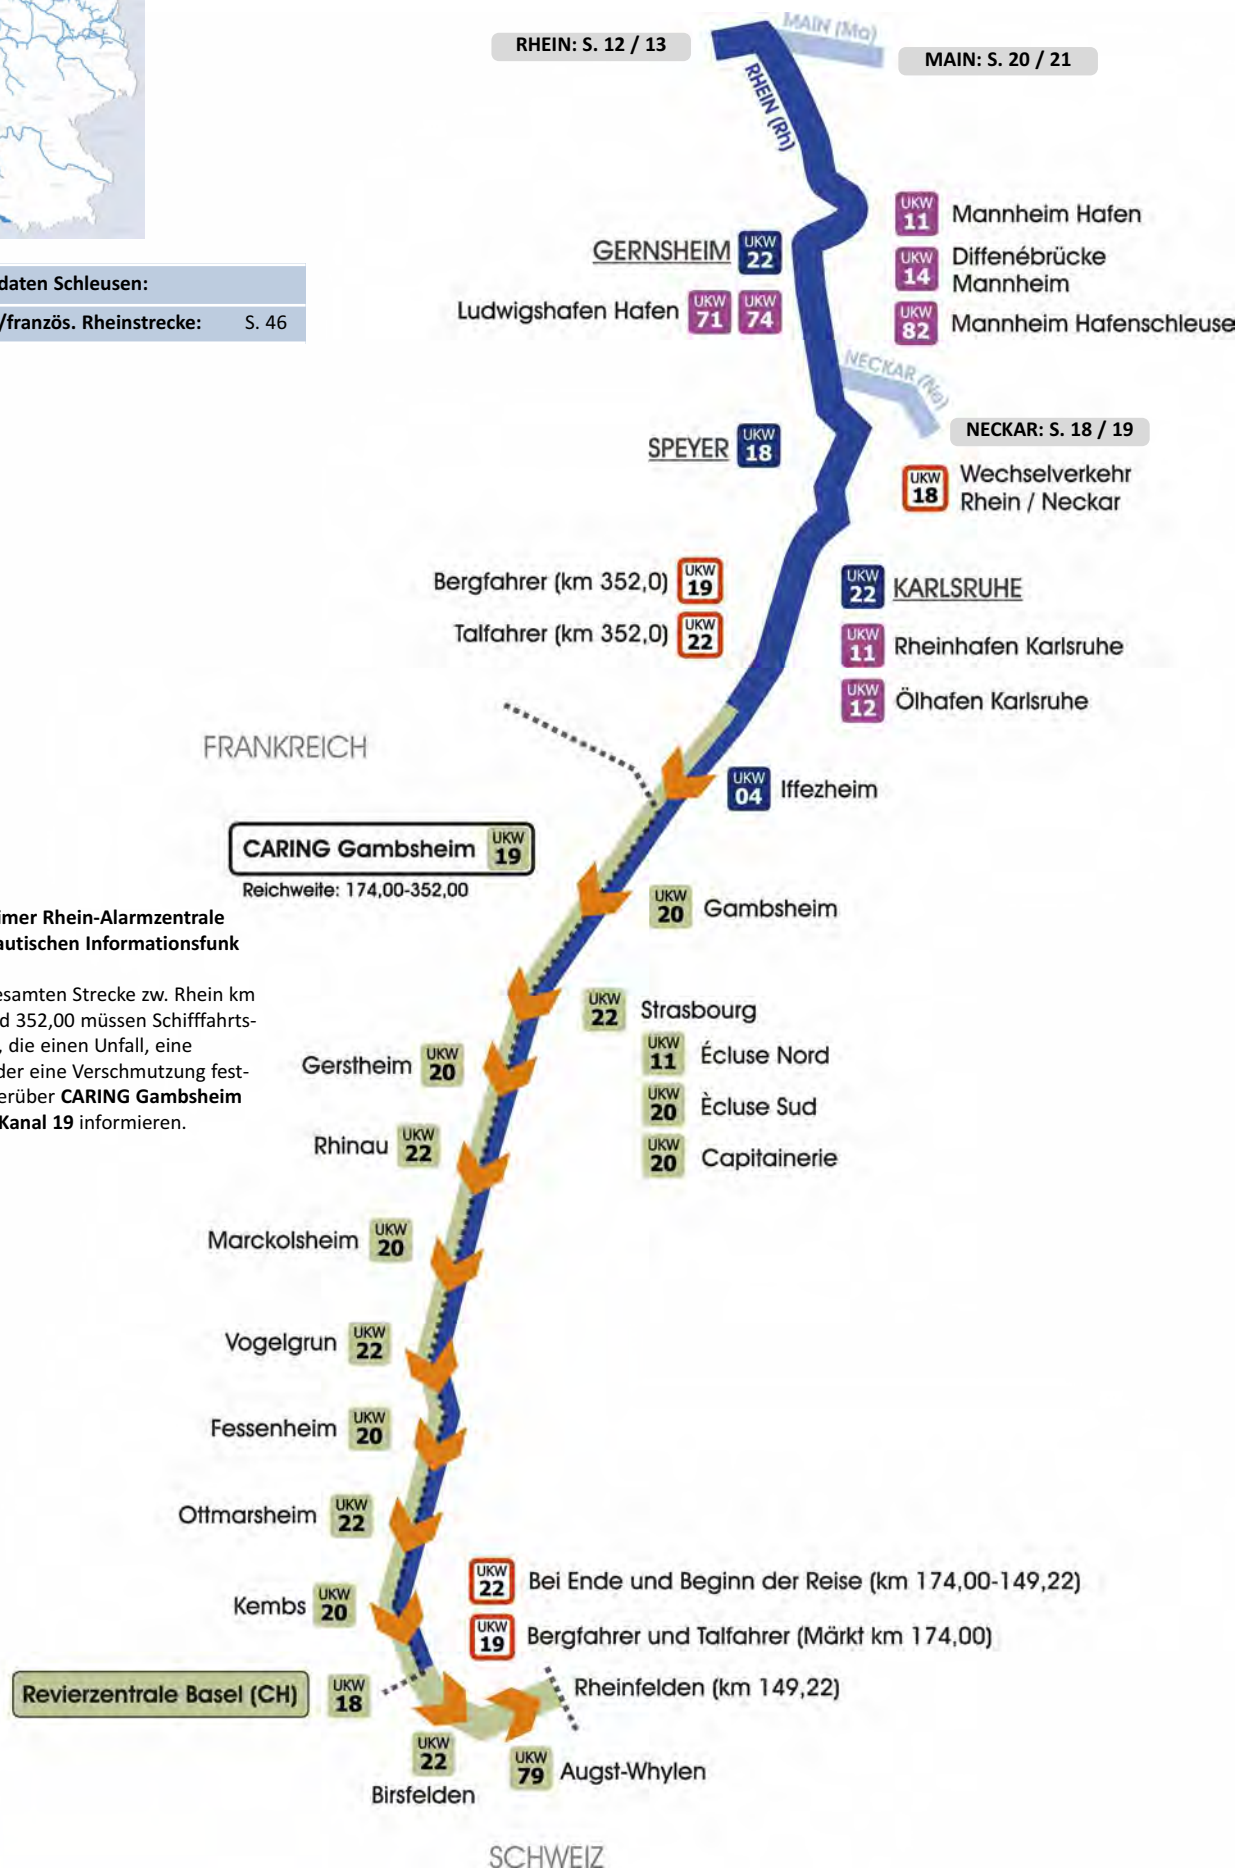 RHEIN: S. 12 / 13
MAIN (Ma)
MAIN: S. 20 / 21
RHEIN (Rh)
UKW 11 Mannheim Hafen
GERNSHEIM UKW 22
UKW 14 Diffenébrücke
Mannheim
daten Schleusen:
Ludwigshafen Hafen UKW 71 UKW 74
/französ. Rheinstrecke: S. 46
UKW 82 Mannheim Hafenschleuse
NECKAR (Ne)
NECKAR: S. 18 / 19
SPEYER UKW 18
UKW 18 Wechselverkehr
Rhein / Neckar
Bergfahrer (km 352,0) UKW 19
UKW 22 KARLSRUHE
Talfahrer (km 352,0) UKW 22
UKW 11 Rheinhafen Karlsruhe
UKW 12 Ölhafen Karlsruhe
FRANKREICH
UKW 04 Iffezheim
CARING Gambsheim UKW 19
Reichweite: 174,00-352,00
UKW 20 Gambsheim
imer Rhein-Alarmzentrale
autischen Informationsfunk
esamten Strecke zw. Rhein km
d 352,00 müssen Schifffahrts-
, die einen Unfall, eine
der eine Verschmutzung fest-
erüber CARING Gambsheim
Kanal 19 informieren.
UKW 22 Strasbourg
UKW 11 Écluse Nord
Gerstheim UKW 20
UKW 20 Ècluse Sud
Rhinau UKW 22
UKW 20 Capitainerie
Marckolsheim UKW 20
Vogelgrun UKW 22
Fessenheim UKW 20
Ottmarsheim UKW 22
UKW 22 Bei Ende und Beginn der Reise (km 174,00-149,22)
Kembs UKW 20
UKW 19 Bergfahrer und Talfahrer (Märkt km 174,00)
Revierzentrale Basel (CH) UKW 18
Rheinfelden (km 149,22)
UKW 22
Birsfelden
UKW 79 Augst-Whylen
SCHWEIZ